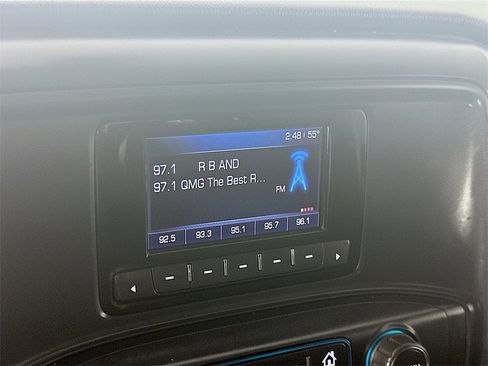 2:48 | 55°
97.1 R B AND
97.1 QMG The Best R...
FM
92.5 93.3 95.1 95.7 96.1